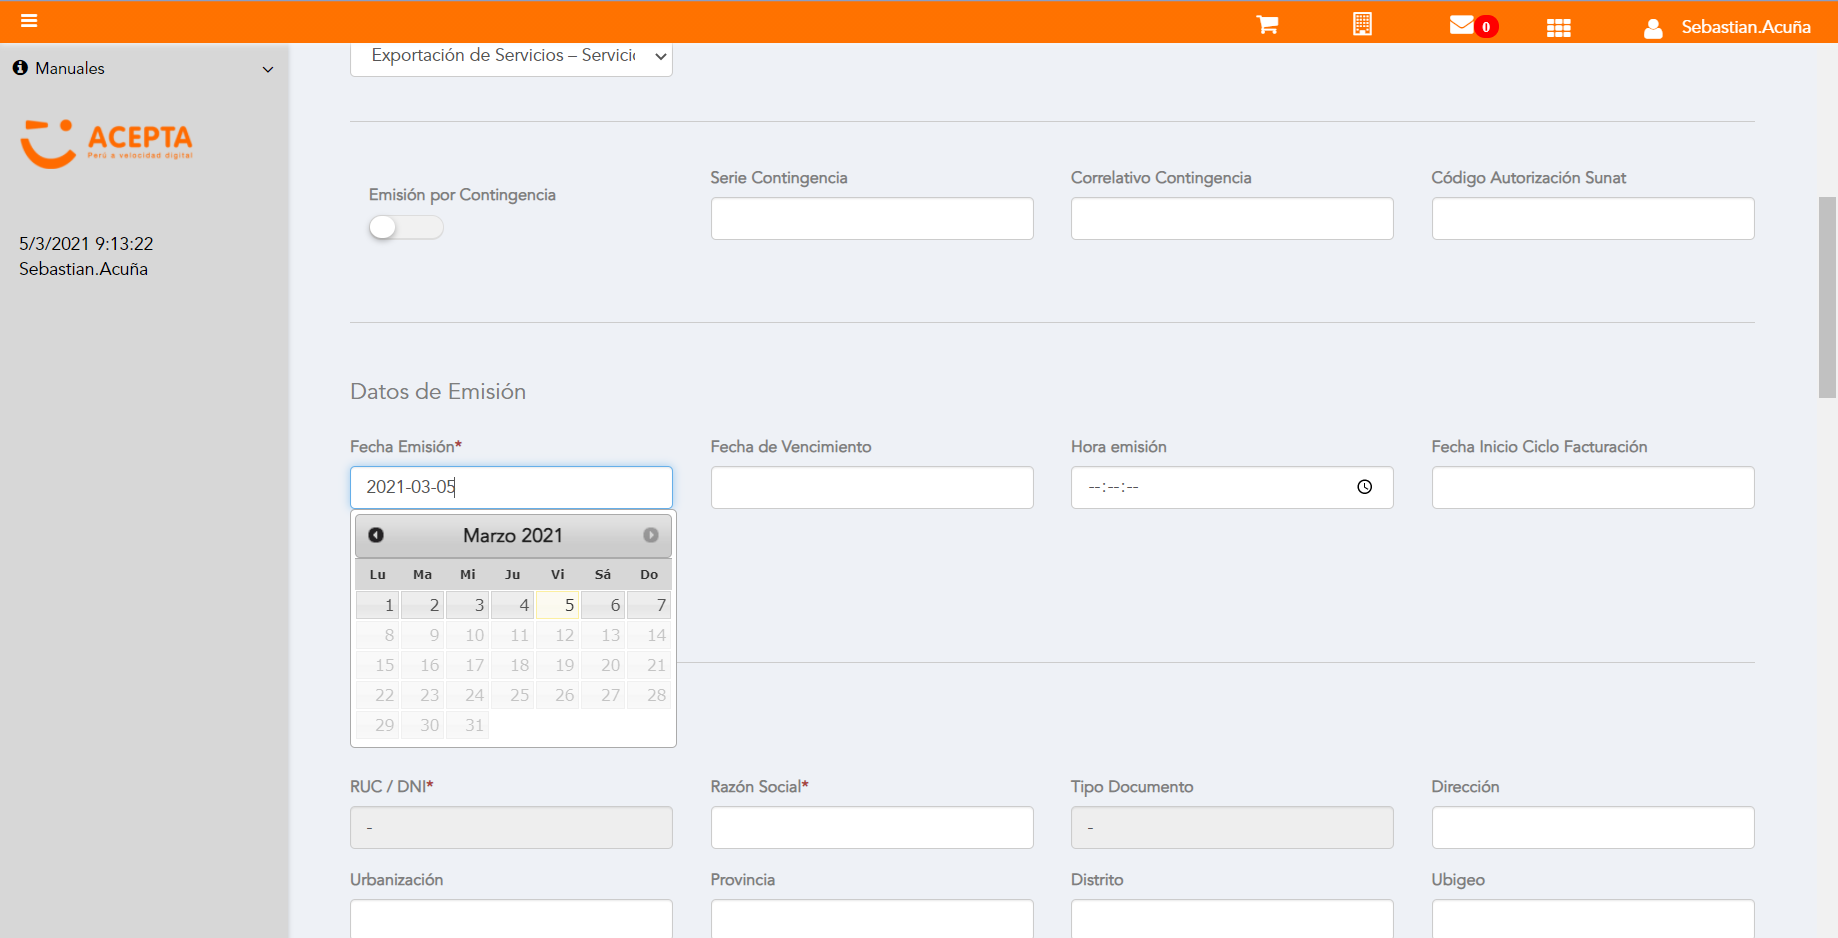 0
Sebastian.Acuña
Manuales
ACEPTA
Perú a velocidad digital
5/3/2021 9:13:22
Sebastian.Acuña
Exportación de Servicios – Servici
Emisión por Contingencia
Serie Contingencia
Correlativo Contingencia
Código Autorización Sunat
Datos de Emisión
Fecha Emisión*
Fecha de Vencimiento
Hora emisión
Fecha Inicio Ciclo Facturación
2021-03-05
--:--:--
Marzo 2021
Lu Ma Mi Ju Vi Sá Do
1 2 3 4 5 6 7
8 9 10 11 12 13 14
15 16 17 18 19 20 21
22 23 24 25 26 27 28
29 30 31
RUC / DNI*
Razón Social*
Tipo Documento
Dirección
-
-
Urbanización
Provincia
Distrito
Ubigeo